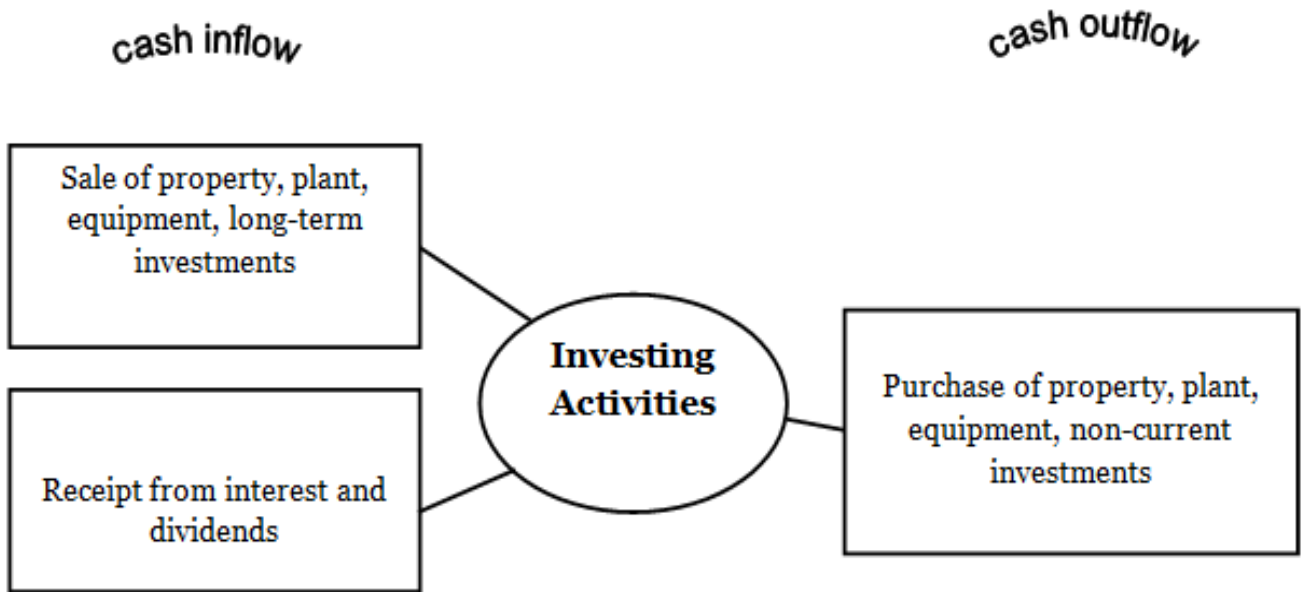 cash inflow
cash outflow
Sale of property, plant,
equipment, long-term
investments
Investing
Activities
Receipt from interest and
dividends
Purchase of property, plant,
equipment, non-current
investments